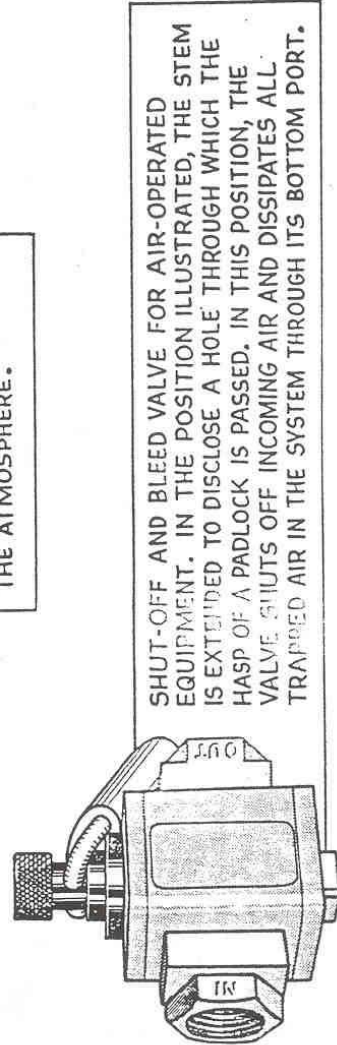 THE ATMOSPHERE.
SHUT-OFF AND BLEED VALVE FOR AIR-OPERATED
EQUIPMENT. IN THE POSITION ILLUSTRATED, THE STEM
IS EXTENDED TO DISCLOSE A HOLE THROUGH WHICH THE
HASP OF A PADLOCK IS PASSED. IN THIS POSITION, THE
VALVE SHUTS OFF INCOMING AIR AND DISSIPATES ALL
TRAPPED AIR IN THE SYSTEM THROUGH ITS BOTTOM PORT.
OUT
IN